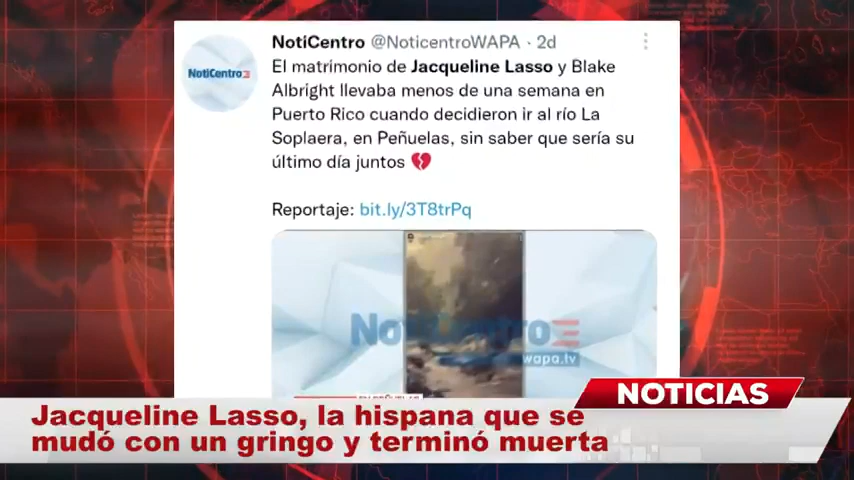 NotiCentro @NoticentroWAPA · 2d
El matrimonio de Jacqueline Lasso y Blake
Albright llevaba menos de una semana en
Puerto Rico cuando decidieron ir al río La
Soplaera, en Peñuelas, sin saber que sería su
último día juntos 💔
NotiCentro
Reportaje: bit.ly/3T8trPq
NotiCentro
wapa.tv
NOTICIAS
Jacqueline Lasso, la hispana que se
mudó con un gringo y terminó muerta